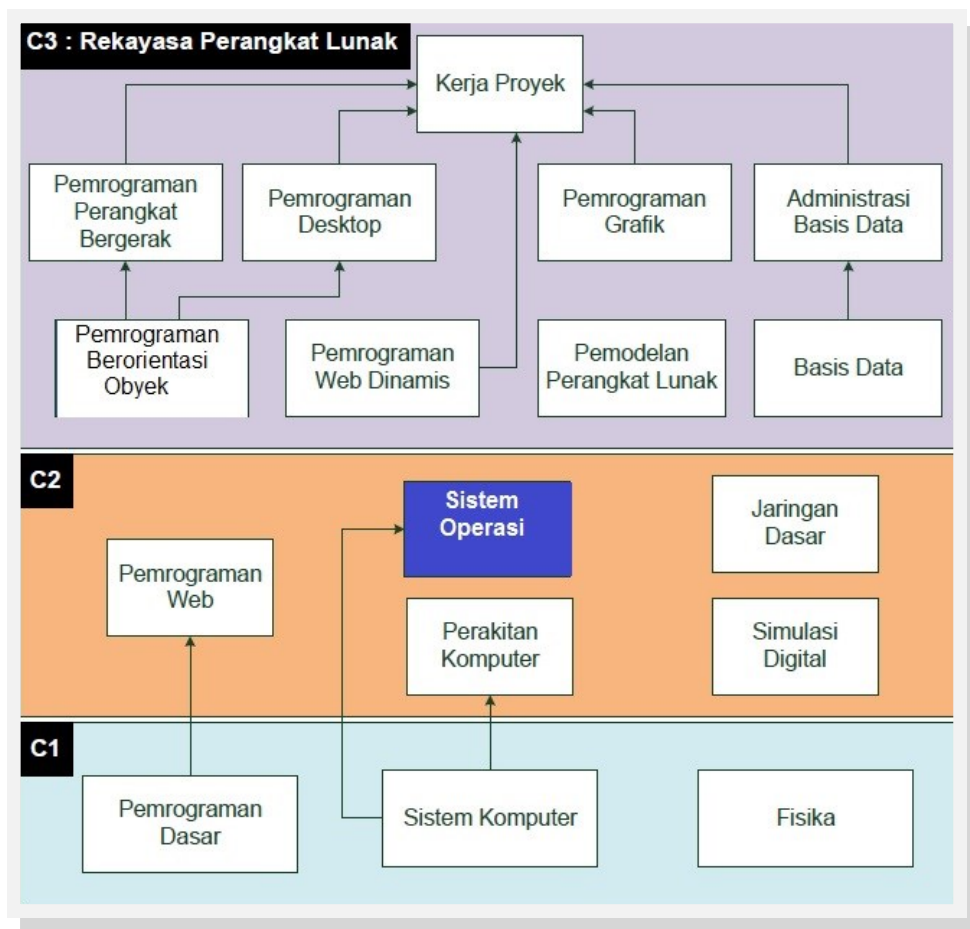 C3 : Rekayasa Perangkat Lunak
Kerja Proyek
Pemrograman
Perangkat
Bergerak
Pemrograman
Desktop
Pemrograman
Grafik
Administrasi
Basis Data
Pemrograman
Berorientasi
Obyek
Pemrograman
Web Dinamis
Pemodelan
Perangkat Lunak
Basis Data
C2
Sistem
Operasi
Jaringan
Dasar
Pemrograman
Web
Perakitan
Komputer
Simulasi
Digital
C1
Pemrograman
Dasar
Sistem Komputer
Fisika